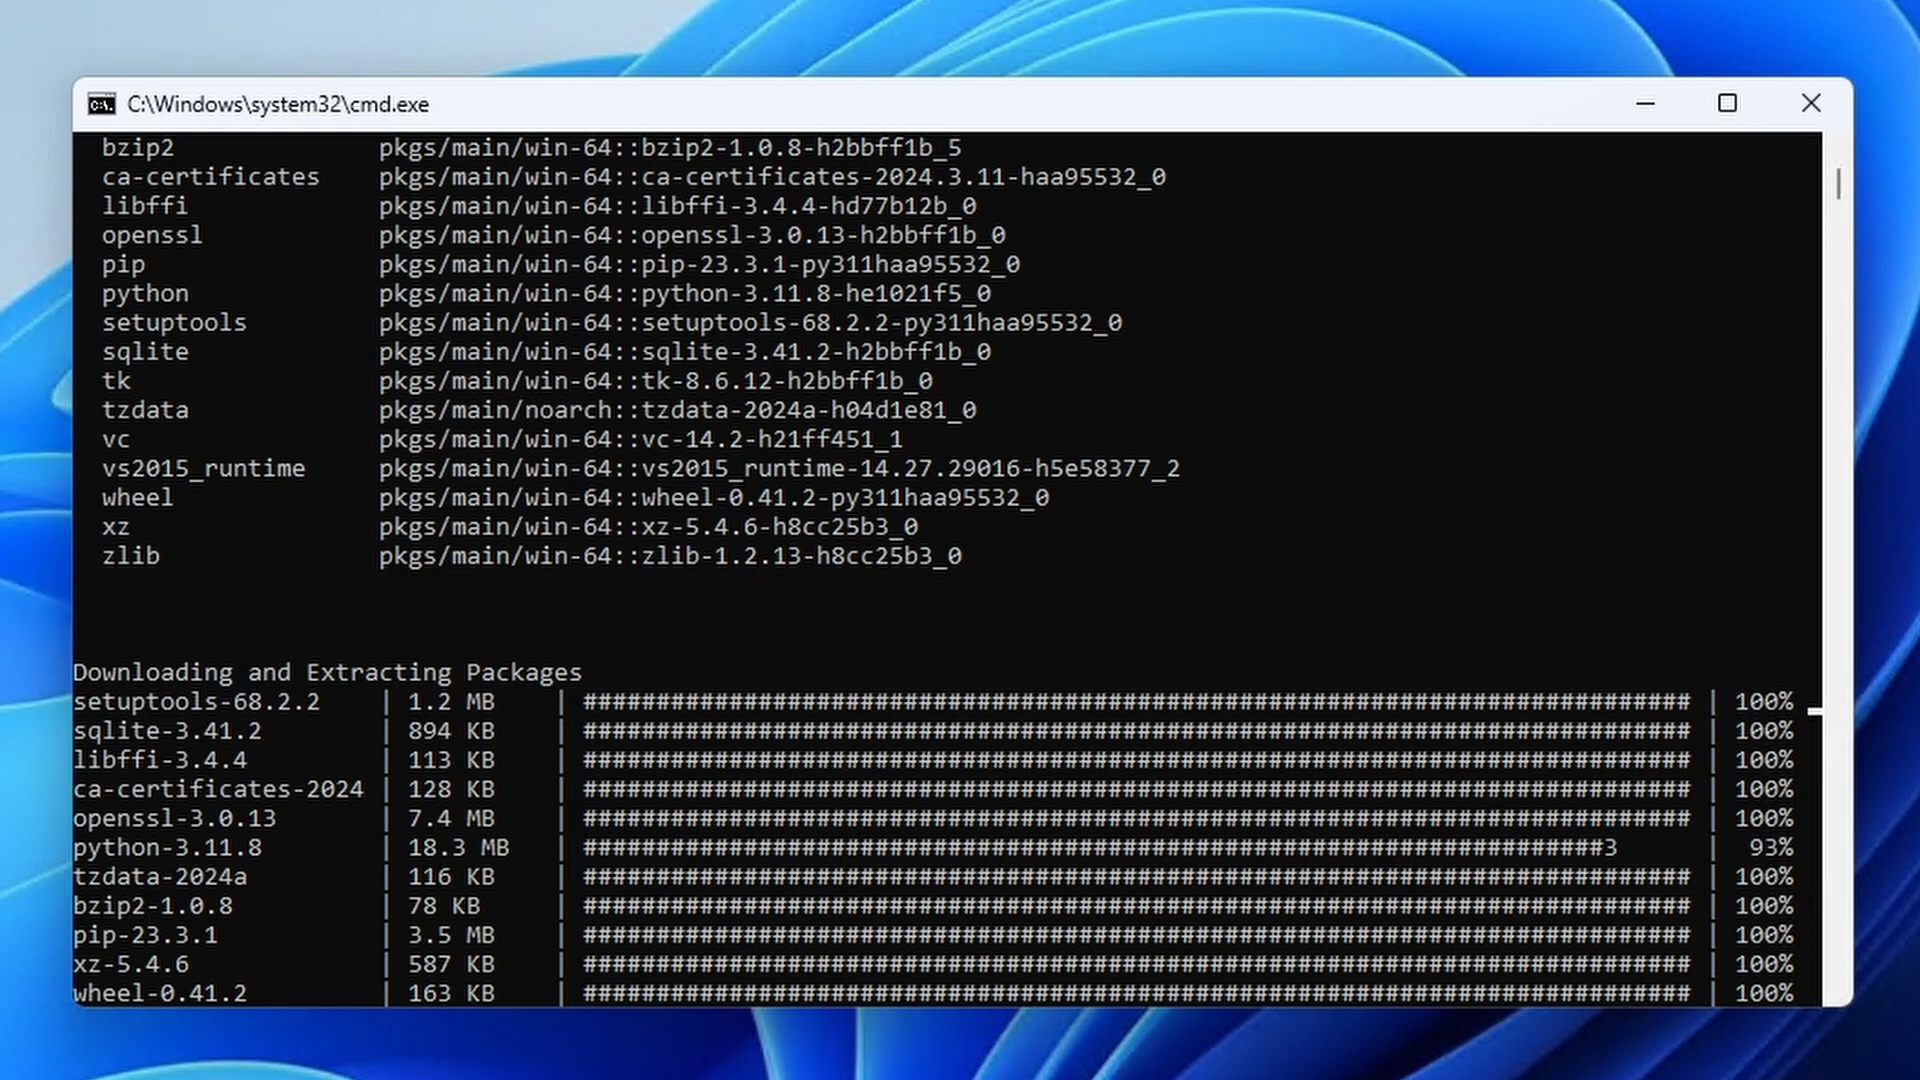 C:\Windows\system32\cmd.exe
bzip2 pkgs/main/win-64::bzip2-1.0.8-h2bbff1b_5
ca-certificates pkgs/main/win-64::ca-certificates-2024.3.11-haa95532_0
libffi pkgs/main/win-64::libffi-3.4.4-hd77b12b_0
openssl pkgs/main/win-64::openssl-3.0.13-h2bbff1b_0
pip pkgs/main/win-64::pip-23.3.1-py311haa95532_0
python pkgs/main/win-64::python-3.11.8-he1021f5_0
setuptools pkgs/main/win-64::setuptools-68.2.2-py311haa95532_0
sqlite pkgs/main/win-64::sqlite-3.41.2-h2bbff1b_0
tk pkgs/main/win-64::tk-8.6.12-h2bbff1b_0
tzdata pkgs/main/noarch::tzdata-2024a-h04d1e81_0
vc pkgs/main/win-64::vc-14.2-h21ff451_1
vs2015_runtime pkgs/main/win-64::vs2015_runtime-14.27.29016-h5e58377_2
wheel pkgs/main/win-64::wheel-0.41.2-py311haa95532_0
xz pkgs/main/win-64::xz-5.4.6-h8cc25b3_0
zlib pkgs/main/win-64::zlib-1.2.13-h8cc25b3_0
Downloading and Extracting Packages
setuptools-68.2.2 | 1.2 MB | ############################################################################ | 100%
sqlite-3.41.2 | 894 KB | ############################################################################ | 100%
libffi-3.4.4 | 113 KB | ############################################################################ | 100%
ca-certificates-2024 | 128 KB | ############################################################################ | 100%
openssl-3.0.13 | 7.4 MB | ############################################################################ | 100%
python-3.11.8 | 18.3 MB | ######################################################################3 | 93%
tzdata-2024a | 116 KB | ############################################################################ | 100%
bzip2-1.0.8 | 78 KB | ############################################################################ | 100%
pip-23.3.1 | 3.5 MB | ############################################################################ | 100%
xz-5.4.6 | 587 KB | ############################################################################ | 100%
wheel-0.41.2 | 163 KB | ############################################################################ | 100%